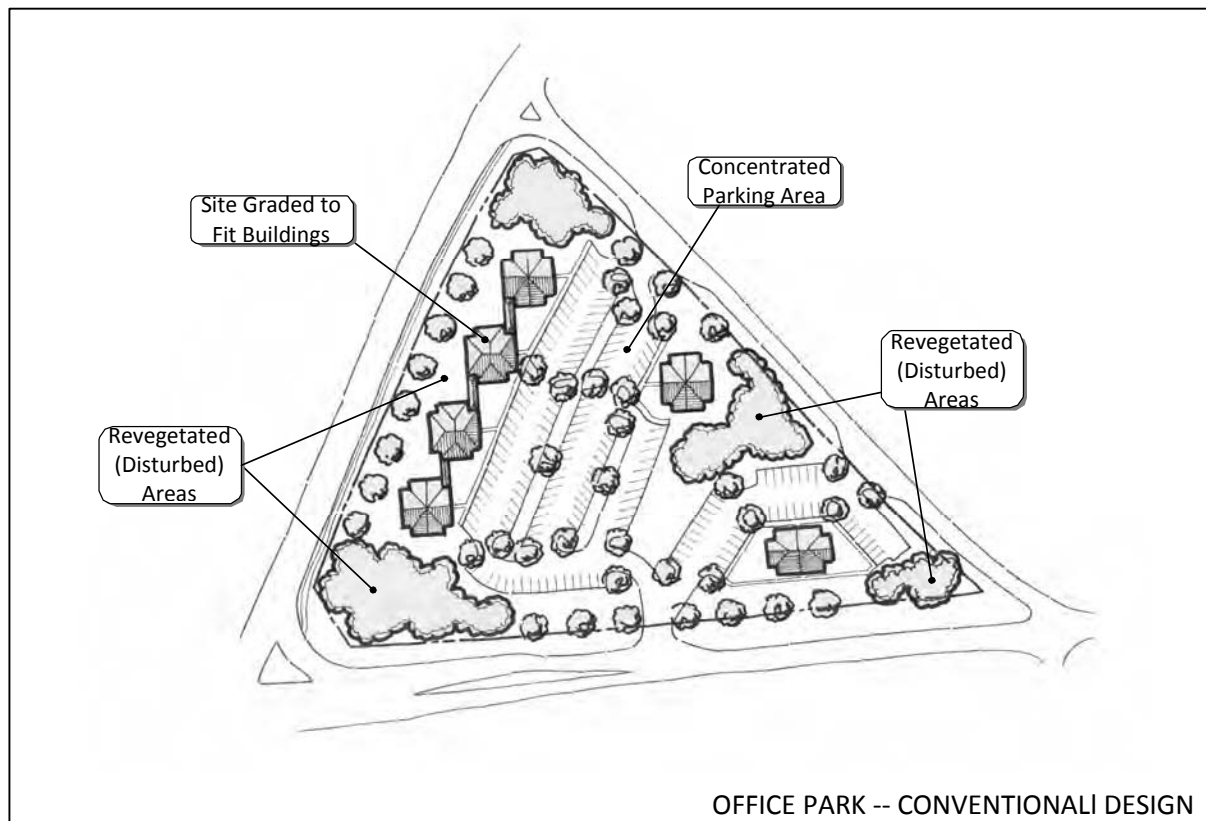 Concentrated
Parking Area
Site Graded to
Fit Buildings
Revegetated
(Disturbed)
Areas
Revegetated
(Disturbed)
Areas
OFFICE PARK -- CONVENTIONALl DESIGN